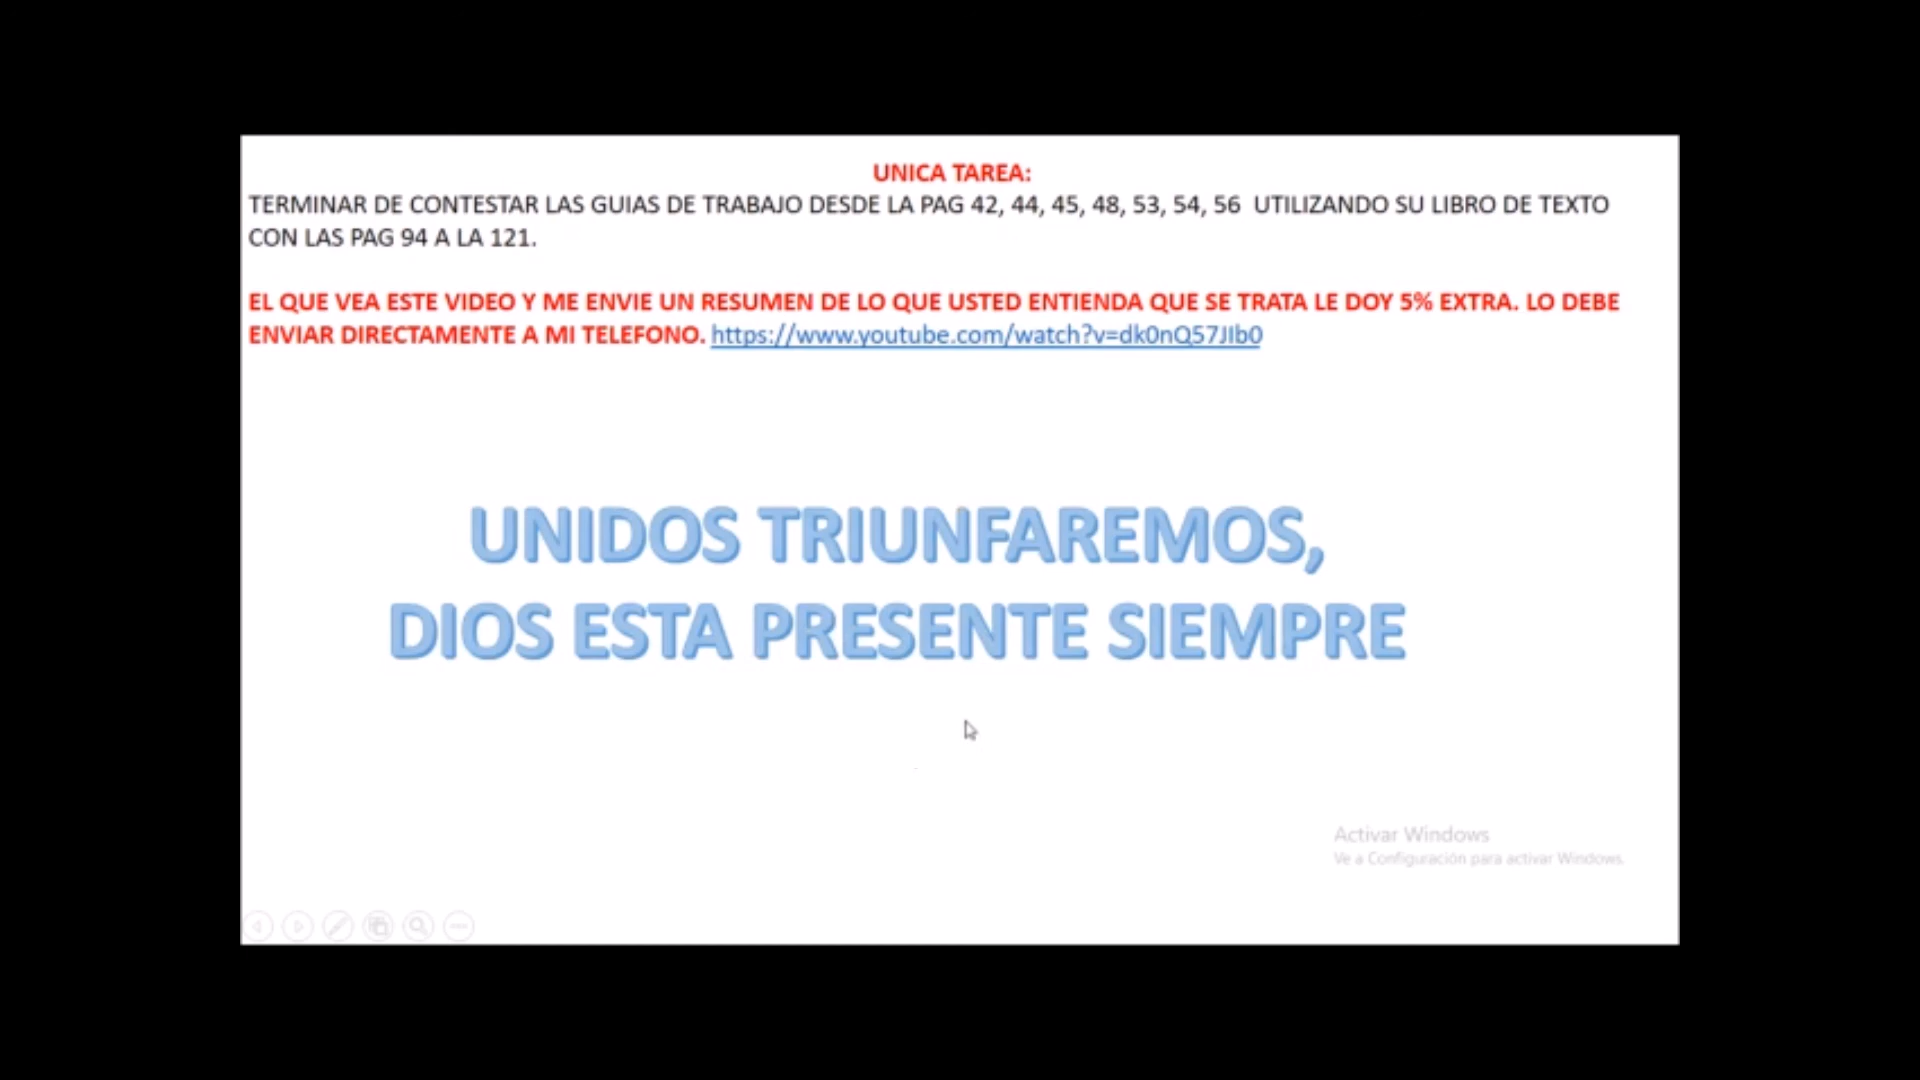 UNICA TAREA:
TERMINAR DE CONTESTAR LAS GUIAS DE TRABAJO DESDE LA PAG 42, 44, 45, 48, 53, 54, 56 UTILIZANDO SU LIBRO DE TEXTO
CON LAS PAG 94 A LA 121.
EL QUE VEA ESTE VIDEO Y ME ENVIE UN RESUMEN DE LO QUE USTED ENTIENDA QUE SE TRATA LE DOY 5% EXTRA. LO DEBE
ENVIAR DIRECTAMENTE A MI TELEFONO. https://www.youtube.com/watch?v=dk0nQ57JIb0
UNIDOS TRIUNFAREMOS,
DIOS ESTA PRESENTE SIEMPRE
Activar Windows
Ve a Configuración para activar Windows.